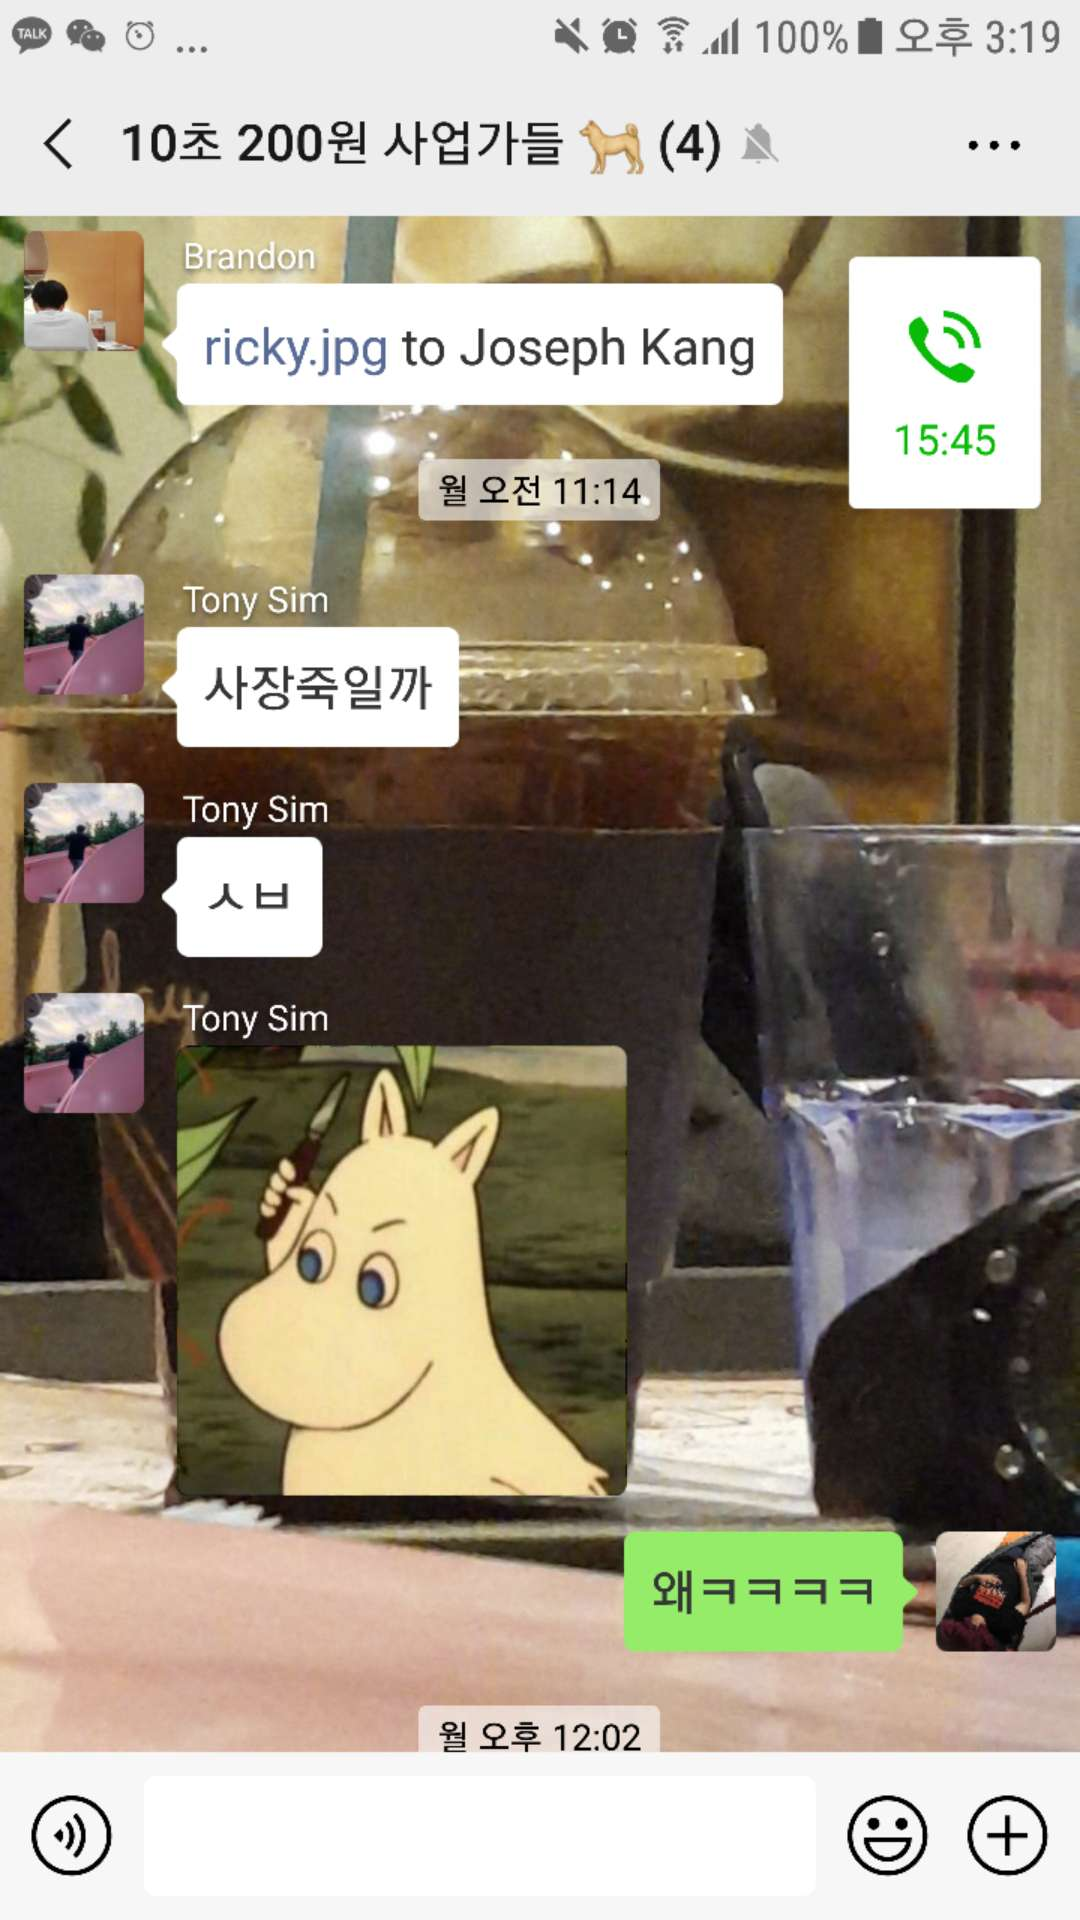 TALK
100% 오후 3:19
10초 200원 사업가들 🐕 (4)
Brandon
ricky.jpg to Joseph Kang
15:45
월 오전 11:14
Tony Sim
사장죽일까
Tony Sim
ㅅㅂ
Tony Sim
왜ㅋㅋㅋㅋ
월 오후 12:02